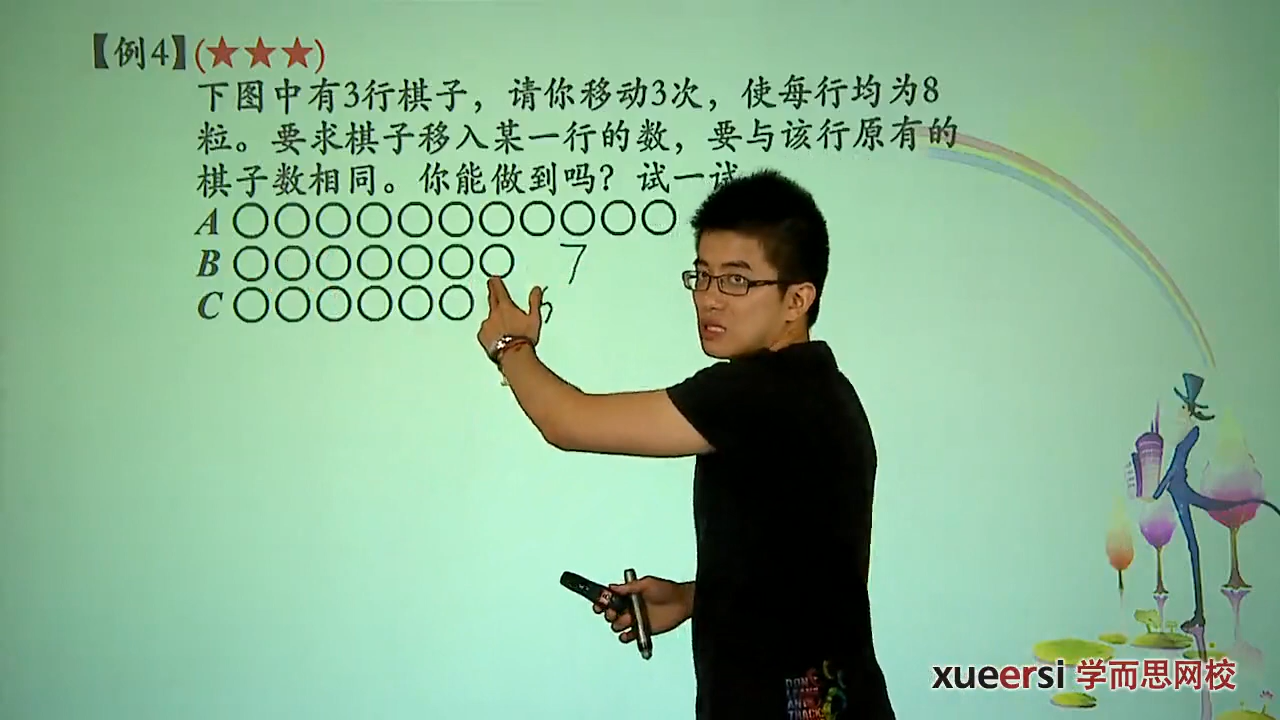 【例4】(★★★)
下图中有3行棋子，请你移动3次，使每行均为8
粒。要求棋子移入某一行的数，要与该行原有的
棋子数相同。你能做到吗？试一试
A ○○○○○○○○○○○
B ○○○○○○○ 7
C ○○○○○○
DON
xueersi 学而思网校